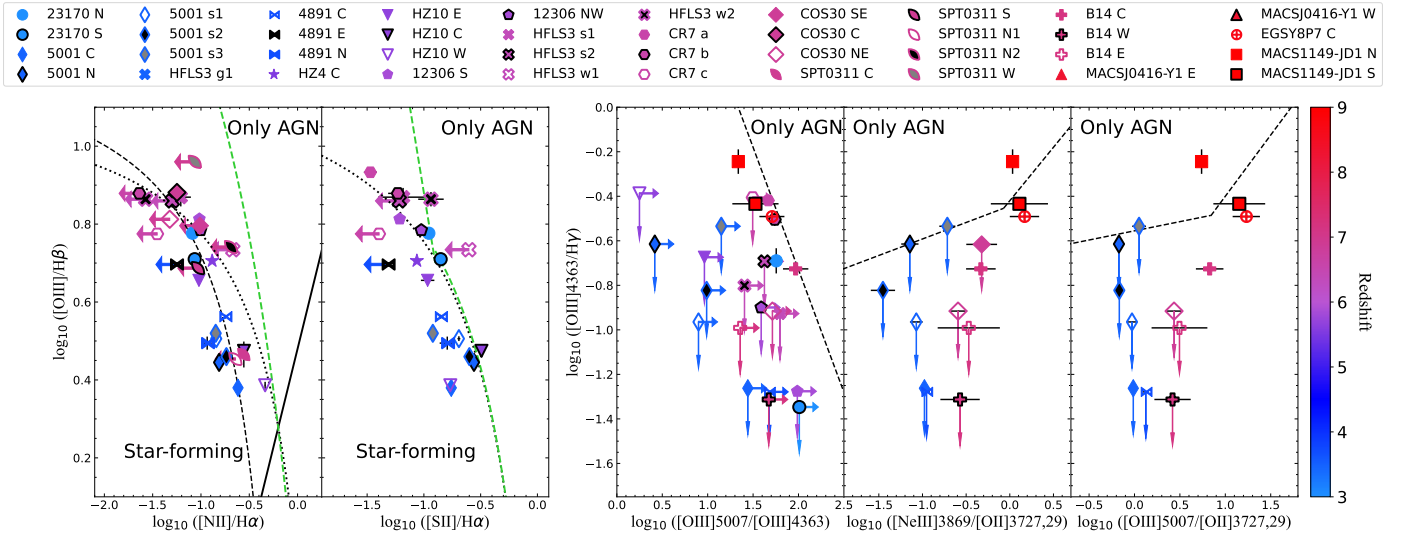 23170 N 5001 s1 4891 C HZ10 E 12306 NW HFLS3 w2 COS30 SE SPT0311 S B14 C MACSJ0416-Y1 W
23170 S 5001 s2 4891 E HZ10 C HFLS3 s1 CR7 a COS30 C SPT0311 N1 B14 W EGSY8P7 C
5001 C 5001 s3 4891 N HZ10 W HFLS3 s2 CR7 b COS30 NE SPT0311 N2 B14 E MACS1149-JD1 N
5001 N HFLS3 g1 HZ4 C 12306 S HFLS3 w1 CR7 c SPT0311 C SPT0311 W MACSJ0416-Y1 E MACS1149-JD1 S
log₁₀ ([OIII]/Hβ)
1.0
0.8
0.6
0.4
0.2
Only AGN
Star-forming
−2.0 −1.5 −1.0 −0.5 0.0
log₁₀ ([NII]/Hα)
Only AGN
Star-forming
−1.5 −1.0 −0.5 0.0
log₁₀ ([SII]/Hα)
log₁₀ ([OIII]4363/Hγ)
0.0
−0.2
−0.4
−0.6
−0.8
−1.0
−1.2
−1.4
−1.6
Only AGN
0.0 0.5 1.0 1.5 2.0 2.5
log₁₀ ([OIII]5007/[OIII]4363)
Only AGN
−1.5 −1.0 −0.5 0.0 0.5
log₁₀ ([NeIII]3869/[OII]3727,29)
Only AGN
−0.5 0.0 0.5 1.0 1.5
log₁₀ ([OIII]5007/[OII]3727,29)
9
8
7
6
5
4
3
Redshift